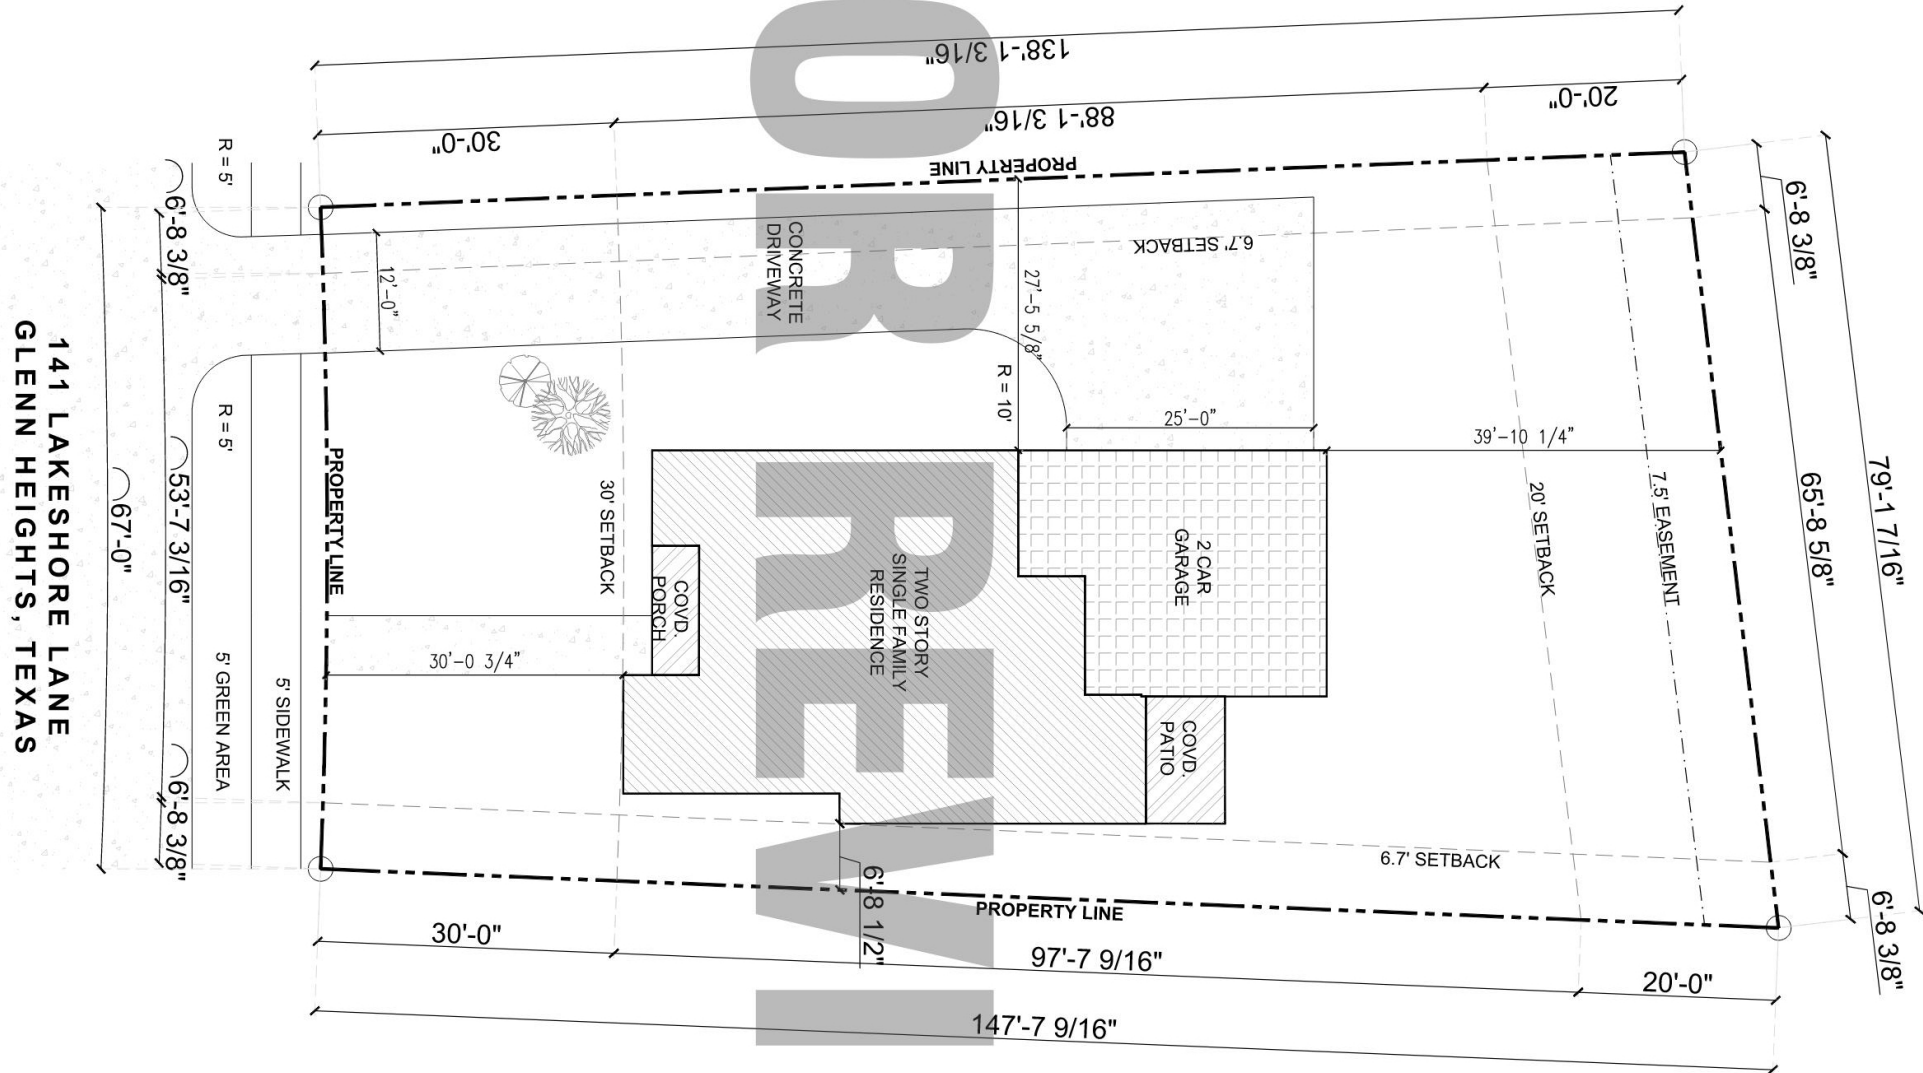 138'-1 3/16"
30'-0"
88'-1 3/16"
20'-0"
PROPERTY LINE
6.7' SETBACK
CONCRETE
DRIVEWAY
12'-0"
27'-5 5/8"
R = 10'
25'-0"
39'-10 1/4"
R = 5'
R = 5'
6'-8 3/8"
53'-7 3/16"
6'-8 3/8"
67'-0"
141 LAKESHORE LANE
GLENN HEIGHTS, TEXAS
5' GREEN AREA
5' SIDEWALK
PROPERTY LINE
30' SETBACK
30'-0 3/4"
COVD.
PORCH
TWO STORY
SINGLE FAMILY
RESIDENCE
2 CAR
GARAGE
COVD.
PATIO
20' SETBACK
7.5' EASEMENT
6'-8 3/8"
65'-8 5/8"
79'-1 7/16"
6'-8 3/8"
6.7' SETBACK
6'-8 1/2"
PROPERTY LINE
30'-0"
97'-7 9/16"
20'-0"
147'-7 9/16"
OR REVI